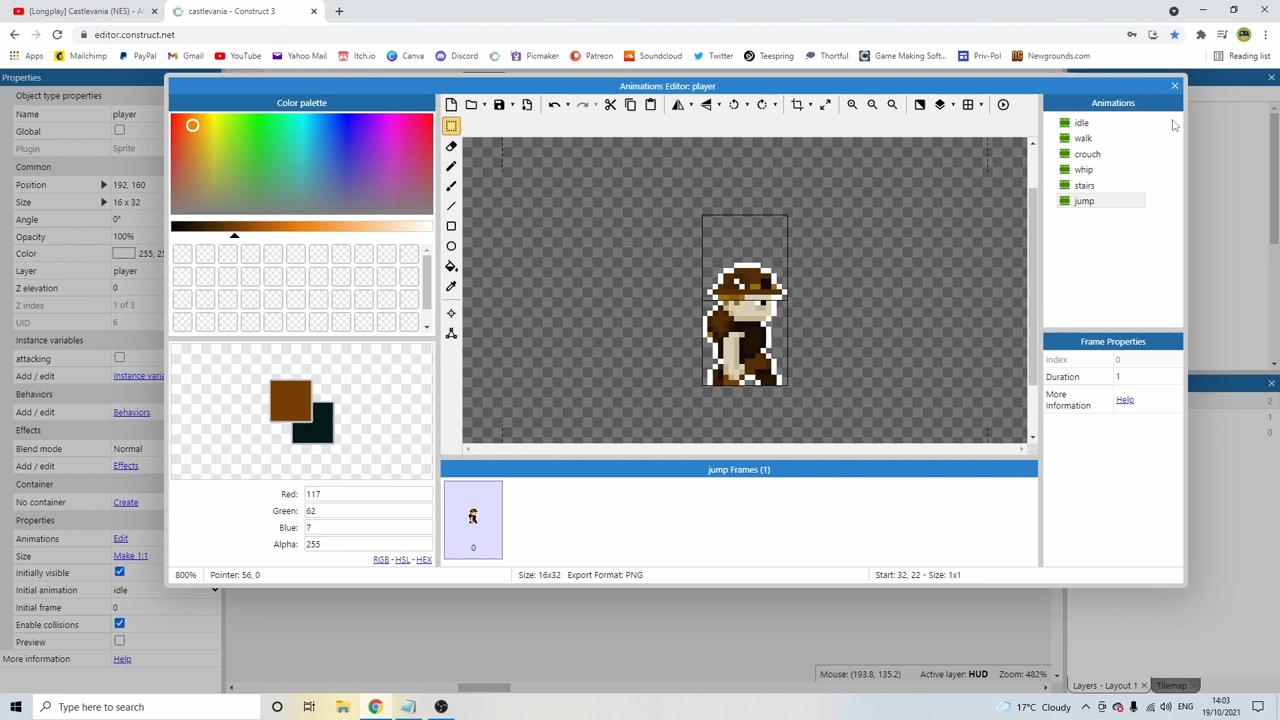 [Longplay] Castlevania (NES) - A
castlevania - Construct 3
editor.construct.net
Apps
Mailchimp
PayPal
Gmail
YouTube
Yahoo Mail
Itch.io
Canva
Discord
Picmaker
Patreon
Soundcloud
Twitter
Teespring
Thortful
Game Making Soft...
Priv-Pol
Newgrounds.com
Reading list
Properties
Object type properties
Name player
Global
Plugin Sprite
Common
Position 192, 160
Size 16 x 32
Angle 0°
Opacity 100%
Color 255, 25
Layer player
Z elevation 0
Z index 1 of 3
UID 6
Instance variables
attacking
Add / edit Instance varia
Behaviors
Add / edit Behaviors
Effects
Blend mode Normal
Add / edit Effects
Container
No container Create
Properties
Animations Edit
Size Make 1:1
Initially visible
Initial animation idle
Initial frame 0
Enable collisions
Preview
More information Help
Animations Editor: player
Color palette
Red: 117
Green: 62
Blue: 7
Alpha: 255
RGB - HSL - HEX
jump Frames (1)
0
Animations
idle
walk
crouch
whip
stairs
jump
Frame Properties
Index 0
Duration 1
More Information Help
800% Pointer: 56, 0
Size: 16x32 Export Format: PNG
Start: 32, 22 - Size: 1x1
2
1
0
Mouse: (193.8, 135.2) Active layer: HUD Zoom: 482%
Layers - Layout 1
Tilemap
Type here to search
17°C Cloudy
ENG
14:03
19/10/2021